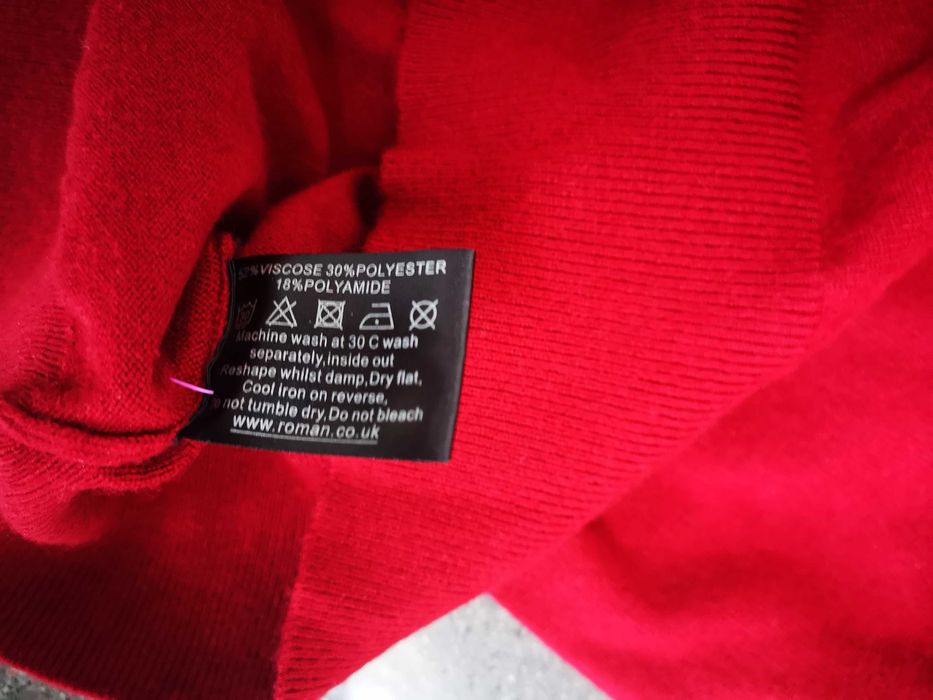 52%VISCOSE 30%POLYESTER
18%POLYAMIDE
Machine wash at 30 C wash
separately,inside out
Reshape whilst damp,Dry flat,
Cool iron on reverse,
not tumble dry,Do not bleach
www.roman.co.uk